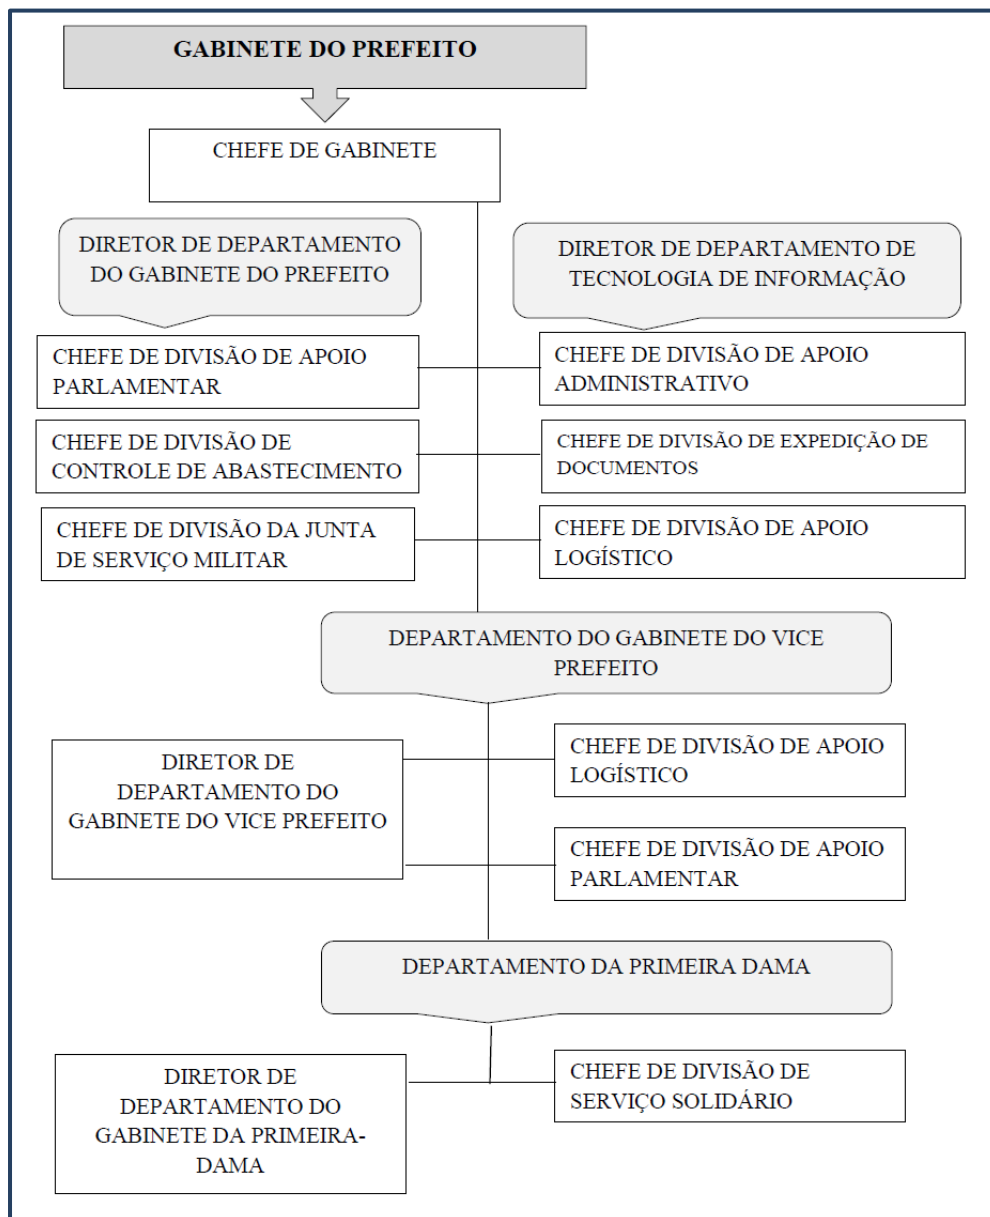 GABINETE DO PREFEITO
CHEFE DE GABINETE
DIRETOR DE DEPARTAMENTO
DO GABINETE DO PREFEITO
DIRETOR DE DEPARTAMENTO DE
TECNOLOGIA DE INFORMAÇÃO
CHEFE DE DIVISÃO DE APOIO
PARLAMENTAR
CHEFE DE DIVISÃO DE APOIO
ADMINISTRATIVO
CHEFE DE DIVISÃO DE
CONTROLE DE ABASTECIMENTO
CHEFE DE DIVISÃO DE EXPEDIÇÃO DE
DOCUMENTOS
CHEFE DE DIVISÃO DA JUNTA
DE SERVIÇO MILITAR
CHEFE DE DIVISÃO DE APOIO
LOGÍSTICO
DEPARTAMENTO DO GABINETE DO VICE
PREFEITO
DIRETOR DE
DEPARTAMENTO DO
GABINETE DO VICE PREFEITO
CHEFE DE DIVISÃO DE APOIO
LOGÍSTICO
CHEFE DE DIVISÃO DE APOIO
PARLAMENTAR
DEPARTAMENTO DA PRIMEIRA DAMA
DIRETOR DE
DEPARTAMENTO DO
GABINETE DA PRIMEIRA-
DAMA
CHEFE DE DIVISÃO DE
SERVIÇO SOLIDÁRIO